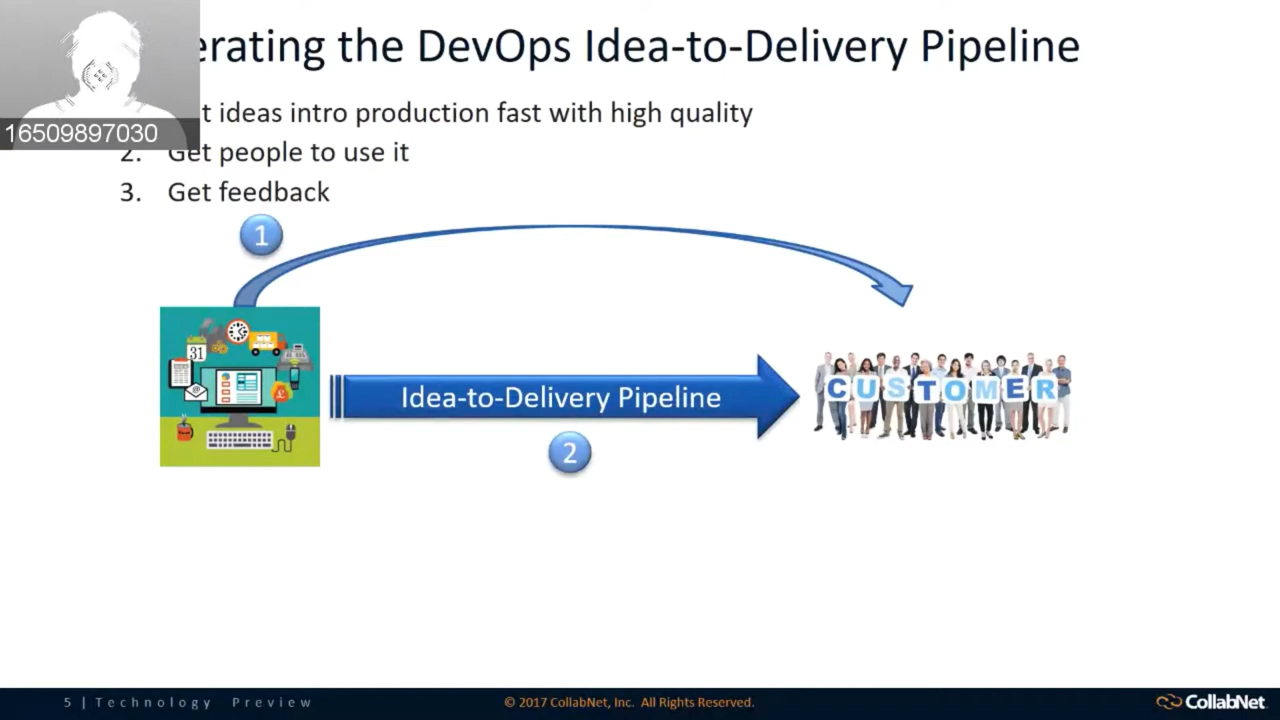 erating the DevOps Idea-to-Delivery Pipeline
t ideas intro production fast with high quality
16509897030
2. Get people to use it
3. Get feedback
1
31
Idea-to-Delivery Pipeline
CUSTOMER
2
5 | Technology Preview
© 2017 CollabNet, Inc. All Rights Reserved.
CollabNet